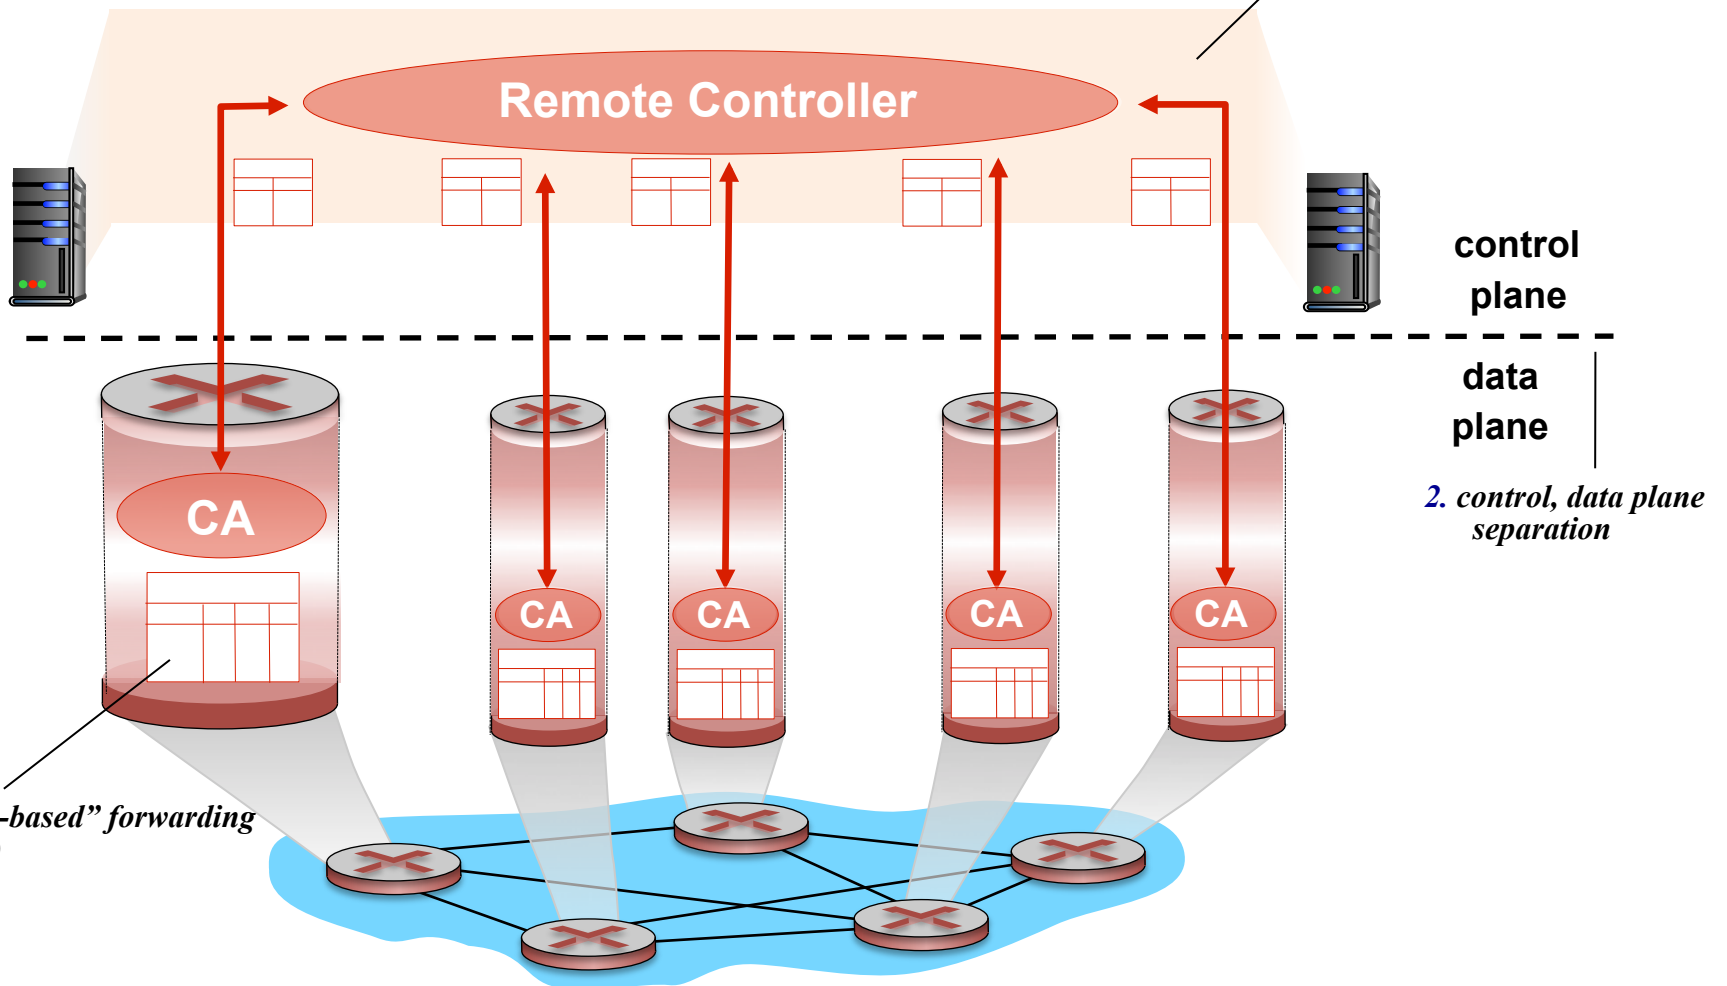 Remote Controller
control
plane
data
plane
2. control, data plane
separation
CA
CA
CA
CA
CA
-based” forwarding